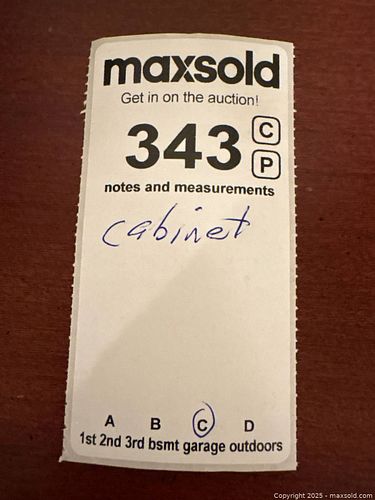 maxsold
Get in on the auction!
343 C
P
notes and measurements
cabinet
A B C D
1st 2nd 3rd bsmt garage outdoors
Copyright 2025 - maxsold.com